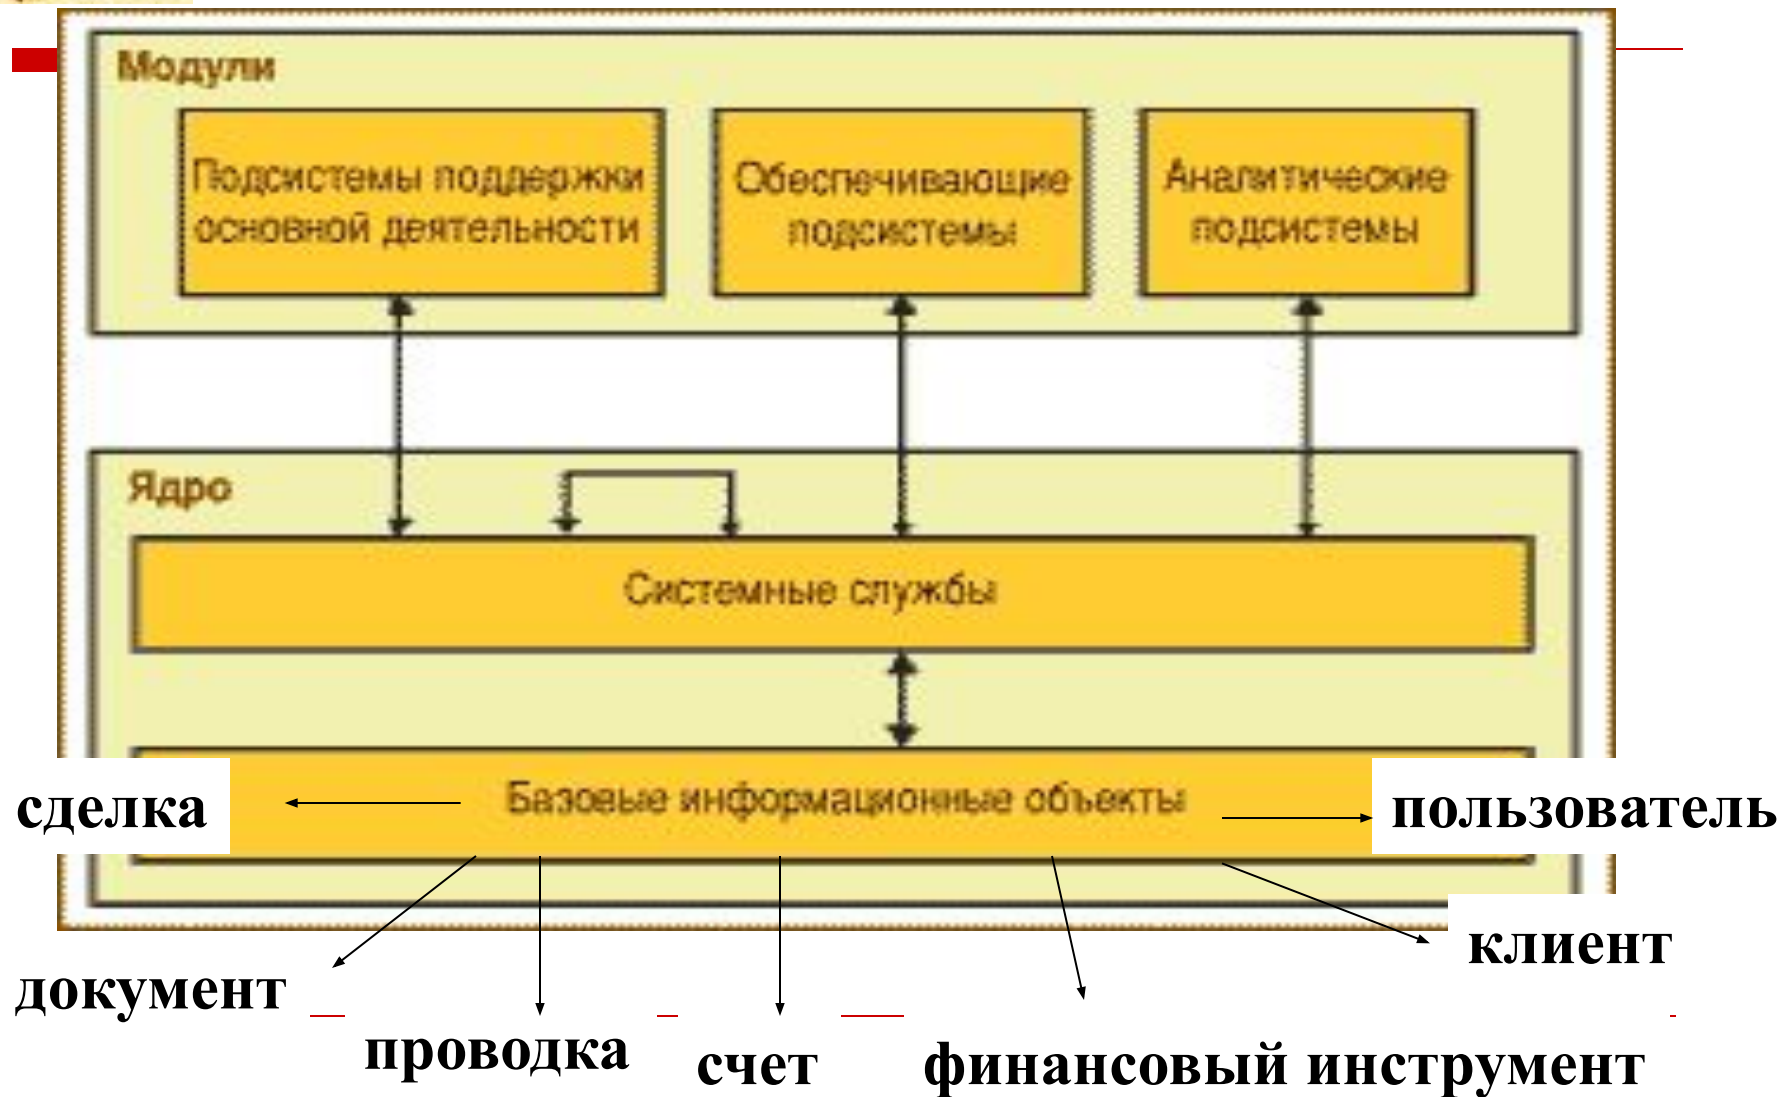 Модули
Подсистемы поддержки
основной деятельности
Обеспечивающие
подсистемы
Аналитические
подсистемы
Ядро
Системные службы
Базовые информационные объекты
сделка
пользователь
клиент
документ
проводка
счет
финансовый инструмент